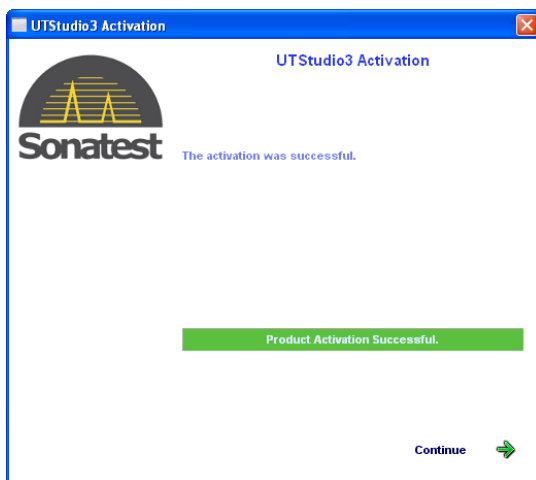 UTStudio3 Activation
UTStudio3 Activation
Sonatest
The activation was successful.
Product Activation Successful.
Continue